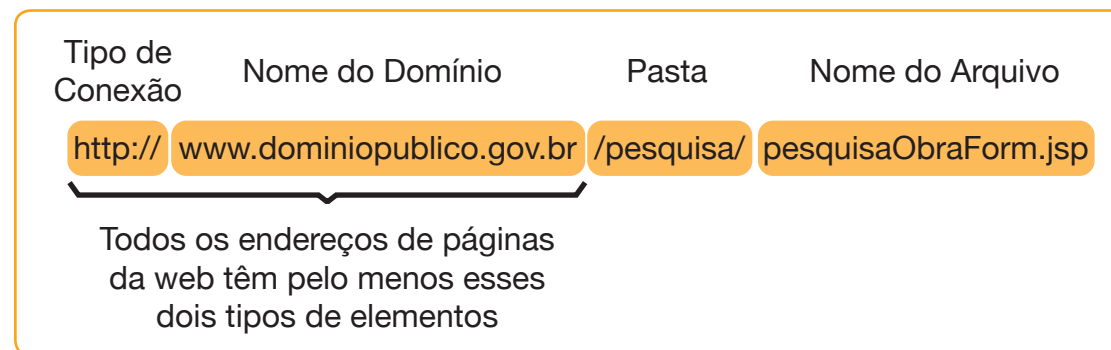 Tipo de
Conexão
Nome do Domínio
Pasta
Nome do Arquivo
http:// www.dominiopublico.gov.br /pesquisa/ pesquisaObraForm.jsp
Todos os endereços de páginas
da web têm pelo menos esses
dois tipos de elementos